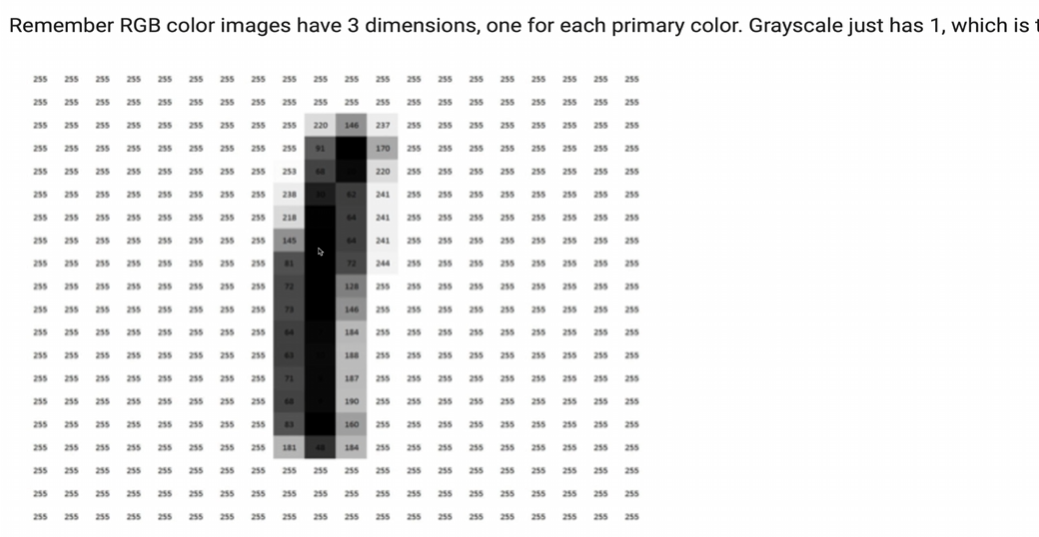 Remember RGB color images have 3 dimensions, one for each primary color. Grayscale just has 1, which is
255 255 255 255 255 255 255 255 255 255 255 255 255 255 255 255 255 255 255 255
255 255 255 255 255 255 255 255 255 255 255 255 255 255 255 255 255 255 255 255
255 255 255 255 255 255 255 255 255 220 146 237 255 255 255 255 255 255 255 255
255 255 255 255 255 255 255 255 255 91 170 255 255 255 255 255 255 255 255
255 255 255 255 255 255 255 255 253 68 220 255 255 255 255 255 255 255 255
255 255 255 255 255 255 255 255 238 62 241 255 255 255 255 255 255 255 255
255 255 255 255 255 255 255 255 218 64 241 255 255 255 255 255 255 255 255
255 255 255 255 255 255 255 255 145 64 241 255 255 255 255 255 255 255 255
255 255 255 255 255 255 255 255 81 72 244 255 255 255 255 255 255 255 255
255 255 255 255 255 255 255 255 72 128 255 255 255 255 255 255 255 255 255
255 255 255 255 255 255 255 255 73 146 255 255 255 255 255 255 255 255 255
255 255 255 255 255 255 255 255 64 184 255 255 255 255 255 255 255 255 255
255 255 255 255 255 255 255 255 63 188 255 255 255 255 255 255 255 255 255
255 255 255 255 255 255 255 255 71 187 255 255 255 255 255 255 255 255 255
255 255 255 255 255 255 255 255 68 190 255 255 255 255 255 255 255 255 255
255 255 255 255 255 255 255 255 83 160 255 255 255 255 255 255 255 255 255
255 255 255 255 255 255 255 255 181 184 255 255 255 255 255 255 255 255 255
255 255 255 255 255 255 255 255 255 255 255 255 255 255 255 255 255 255 255 255
255 255 255 255 255 255 255 255 255 255 255 255 255 255 255 255 255 255 255 255
255 255 255 255 255 255 255 255 255 255 255 255 255 255 255 255 255 255 255 255